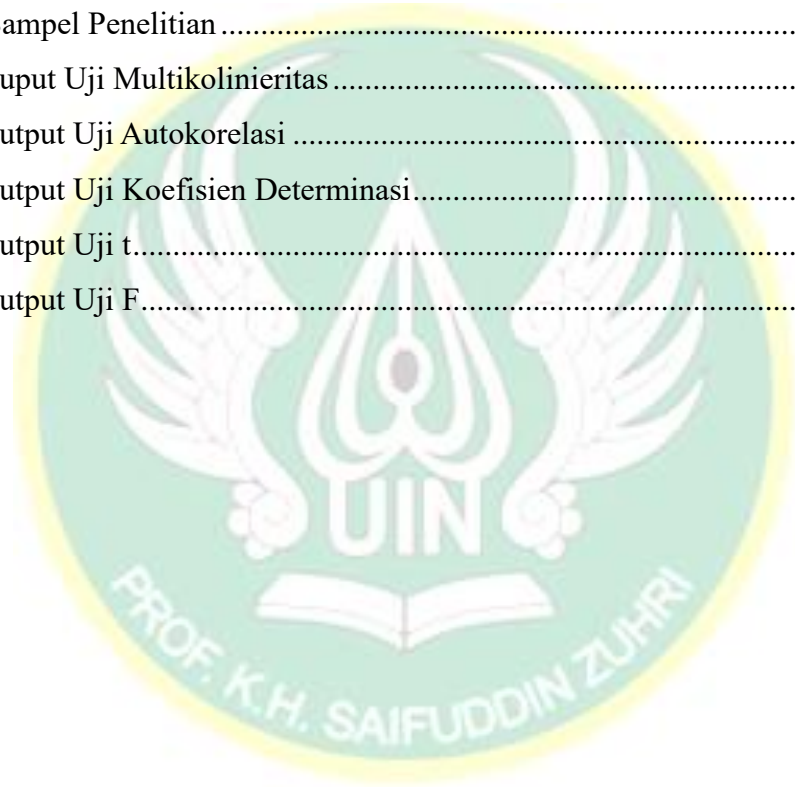 ampel Penelitian ........................................................................
uput Uji Multikolinieritas ..........................................................
utput Uji Autokorelasi ...............................................................
utput Uji Koefisien Determinasi................................................
utput Uji t...................................................................................
utput Uji F..................................................................................
UIN
PROF. K.H. SAIFUDDIN ZUHRI